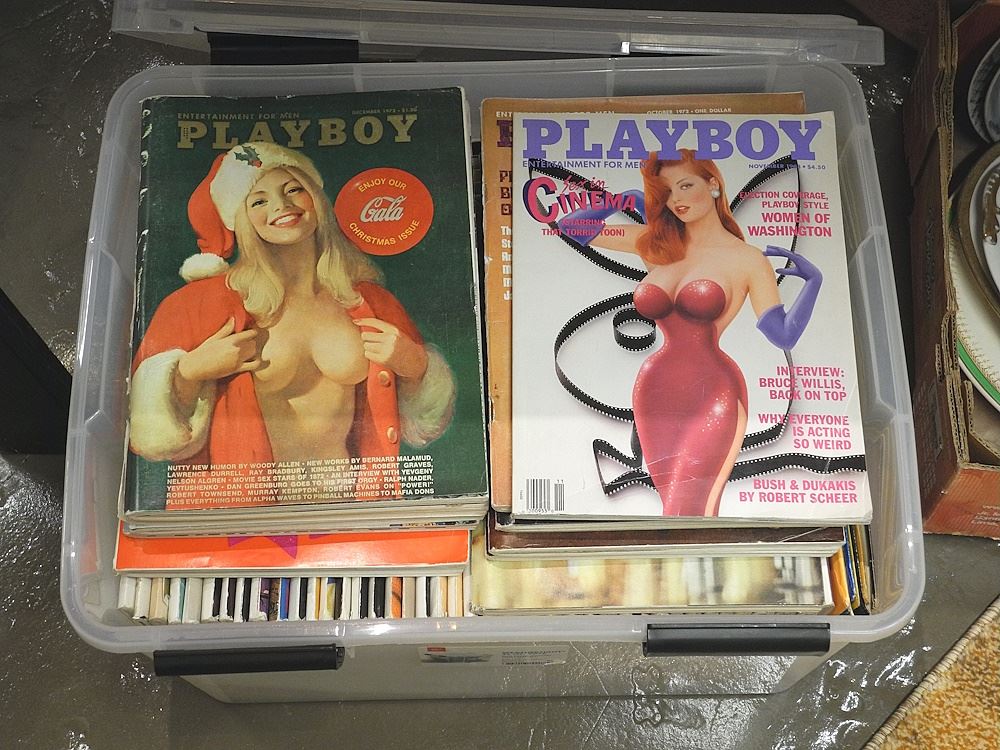 ENTERTAINMENT FOR MEN
DECEMBER 1972 • $1.50
PLAYBOY
ENJOY OUR
Gala
CHRISTMAS ISSUE
NUTTY NEW HUMOR BY WOODY ALLEN • NEW WORKS BY BERNARD MALAMUD,
LAWRENCE DURRELL, RAY BRADBURY, KINGSLEY AMIS, ROBERT GRAVES,
NELSON ALGREN • MOVIE SEX STARS OF 1972 • AN INTERVIEW WITH YEVGENY
YEVTUSHENKO • DAN GREENBURG GOES TO HIS FIRST ORGY • RALPH NADER,
ROBERT TOWNSEND, MURRAY KEMPTON, ROBERT EVANS ON "POWER!"
PLUS EVERYTHING FROM ALPHA WAVES TO PINBALL MACHINES TO MAFIA DONS
OCTOBER 1972 • ONE DOLLAR
PLAYBOY
ENTERTAINMENT FOR MEN
NOVEMBER • $4.50
Sex in
CINEMA
(STARRING
THAT TORRID TOON)
ELECTION COVERAGE,
PLAYBOY STYLE
WOMEN OF
WASHINGTON
INTERVIEW:
BRUCE WILLIS,
BACK ON TOP
WHY EVERYONE
IS ACTING
SO WEIRD
BUSH & DUKAKIS
BY ROBERT SCHEER